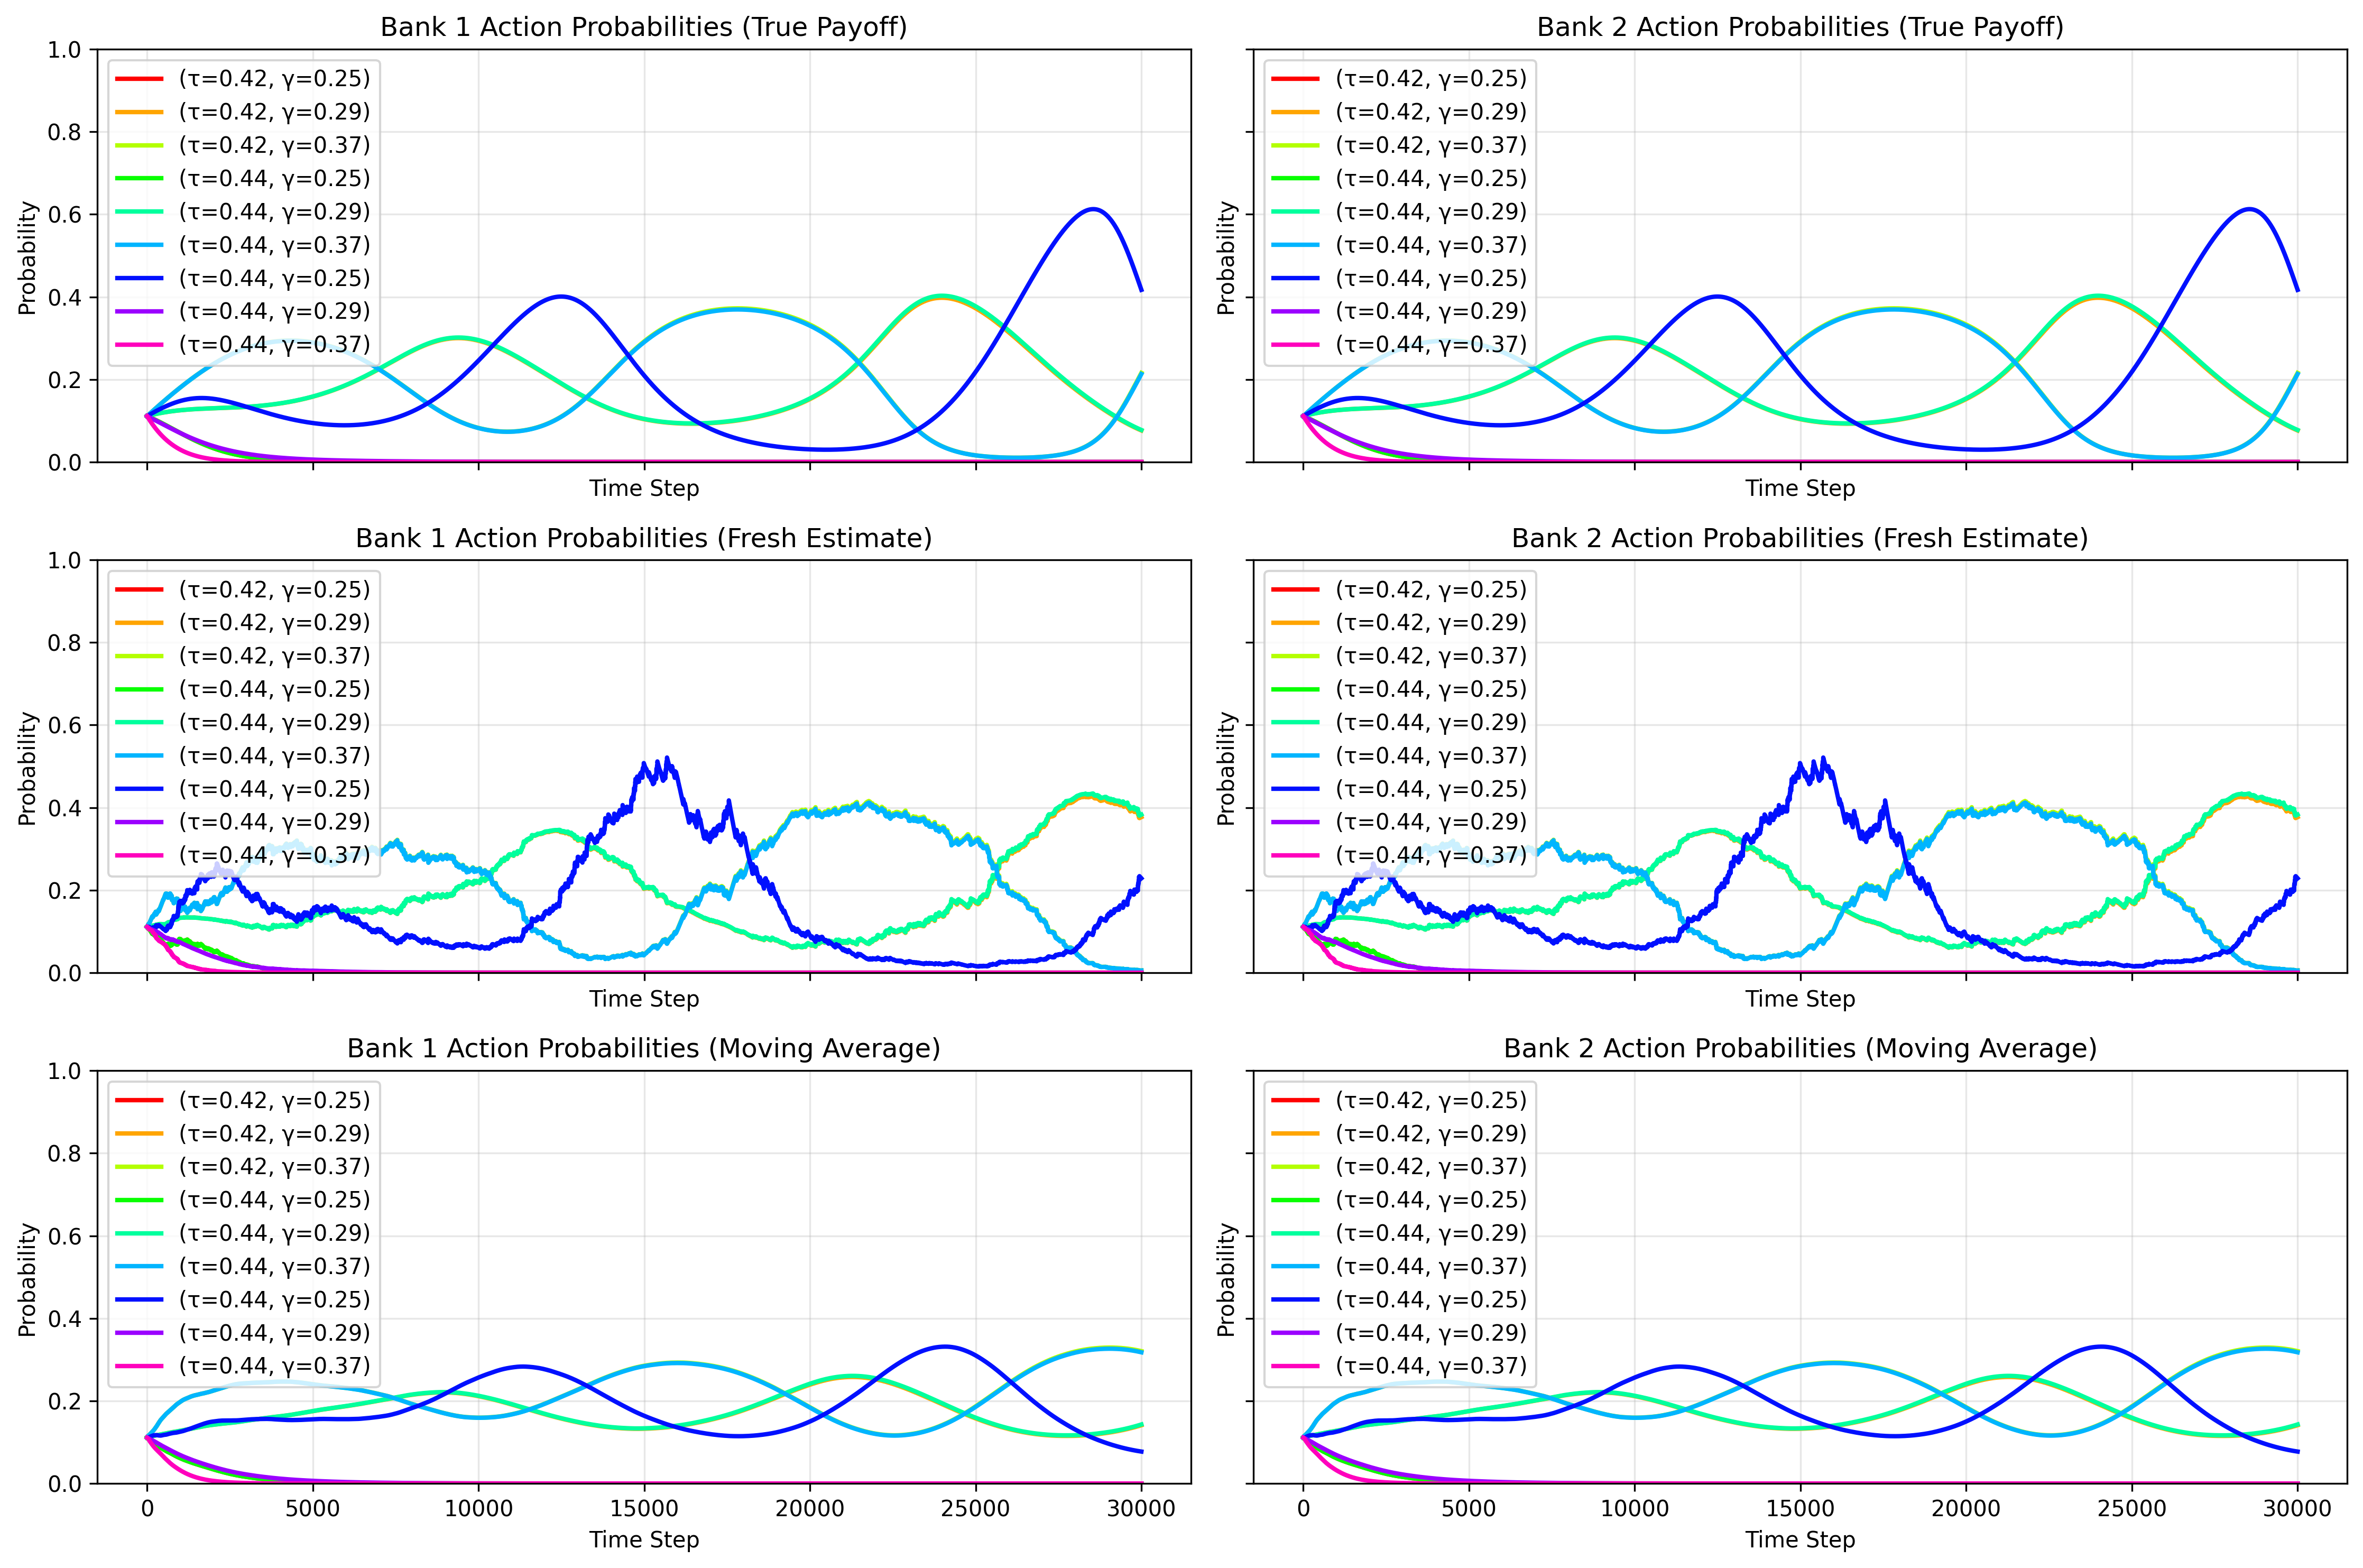 Bank 1 Action Probabilities (True Payoff)
1.0
0.8
0.6
0.4
0.2
0.0
Probability
(τ=0.42, γ=0.25)
(τ=0.42, γ=0.29)
(τ=0.42, γ=0.37)
(τ=0.44, γ=0.25)
(τ=0.44, γ=0.29)
(τ=0.44, γ=0.37)
(τ=0.44, γ=0.25)
(τ=0.44, γ=0.29)
(τ=0.44, γ=0.37)
Time Step
Bank 2 Action Probabilities (True Payoff)
Probability
(τ=0.42, γ=0.25)
(τ=0.42, γ=0.29)
(τ=0.42, γ=0.37)
(τ=0.44, γ=0.25)
(τ=0.44, γ=0.29)
(τ=0.44, γ=0.37)
(τ=0.44, γ=0.25)
(τ=0.44, γ=0.29)
(τ=0.44, γ=0.37)
Time Step
Bank 1 Action Probabilities (Fresh Estimate)
1.0
0.8
0.6
0.4
0.2
0.0
Probability
(τ=0.42, γ=0.25)
(τ=0.42, γ=0.29)
(τ=0.42, γ=0.37)
(τ=0.44, γ=0.25)
(τ=0.44, γ=0.29)
(τ=0.44, γ=0.37)
(τ=0.44, γ=0.25)
(τ=0.44, γ=0.29)
(τ=0.44, γ=0.37)
Time Step
Bank 2 Action Probabilities (Fresh Estimate)
Probability
(τ=0.42, γ=0.25)
(τ=0.42, γ=0.29)
(τ=0.42, γ=0.37)
(τ=0.44, γ=0.25)
(τ=0.44, γ=0.29)
(τ=0.44, γ=0.37)
(τ=0.44, γ=0.25)
(τ=0.44, γ=0.29)
(τ=0.44, γ=0.37)
Time Step
Bank 1 Action Probabilities (Moving Average)
1.0
0.8
0.6
0.4
0.2
0.0
Probability
(τ=0.42, γ=0.25)
(τ=0.42, γ=0.29)
(τ=0.42, γ=0.37)
(τ=0.44, γ=0.25)
(τ=0.44, γ=0.29)
(τ=0.44, γ=0.37)
(τ=0.44, γ=0.25)
(τ=0.44, γ=0.29)
(τ=0.44, γ=0.37)
0 5000 10000 15000 20000 25000 30000
Time Step
Bank 2 Action Probabilities (Moving Average)
Probability
(τ=0.42, γ=0.25)
(τ=0.42, γ=0.29)
(τ=0.42, γ=0.37)
(τ=0.44, γ=0.25)
(τ=0.44, γ=0.29)
(τ=0.44, γ=0.37)
(τ=0.44, γ=0.25)
(τ=0.44, γ=0.29)
(τ=0.44, γ=0.37)
0 5000 10000 15000 20000 25000 30000
Time Step